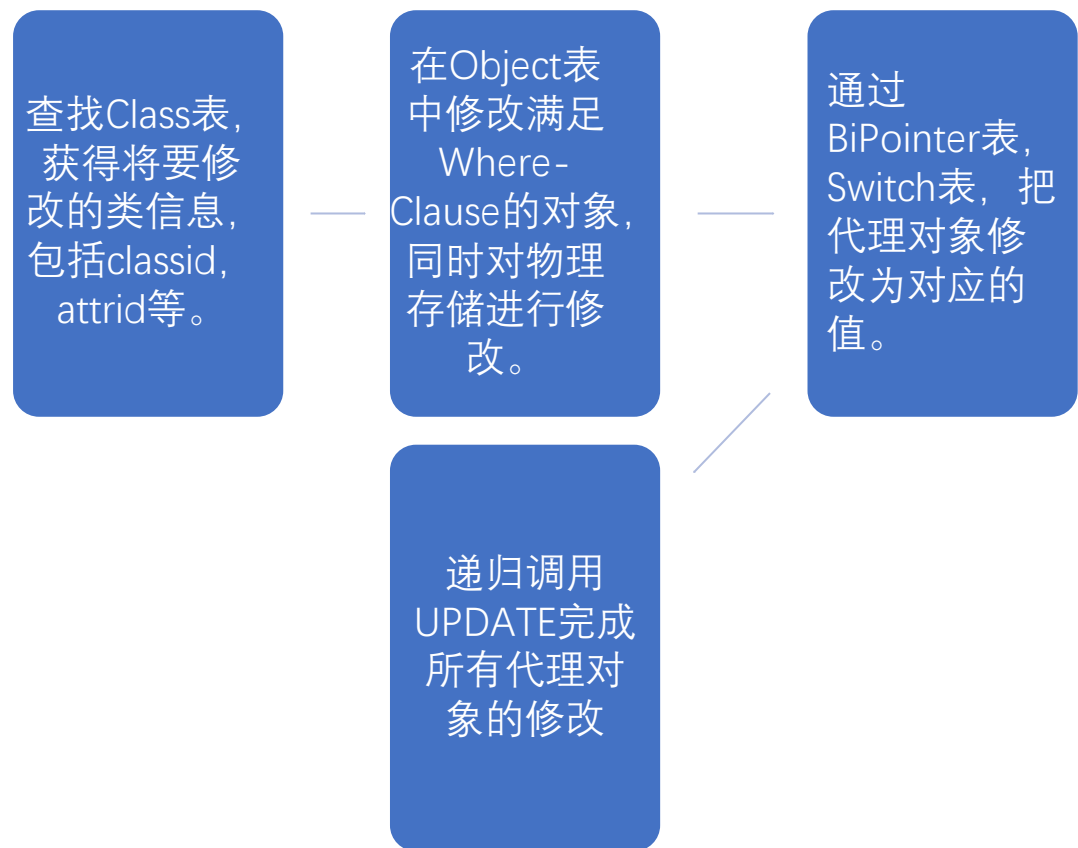 查找Class表，
获得将要修
改的类信息，
包括classid，
attrid等。
在Object表
中修改满足
Where-
Clause的对象，
同时对物理
存储进行修
改。
通过
BiPointer表，
Switch表，把
代理对象修
改为对应的
值。
递归调用
UPDATE完成
所有代理对
象的修改